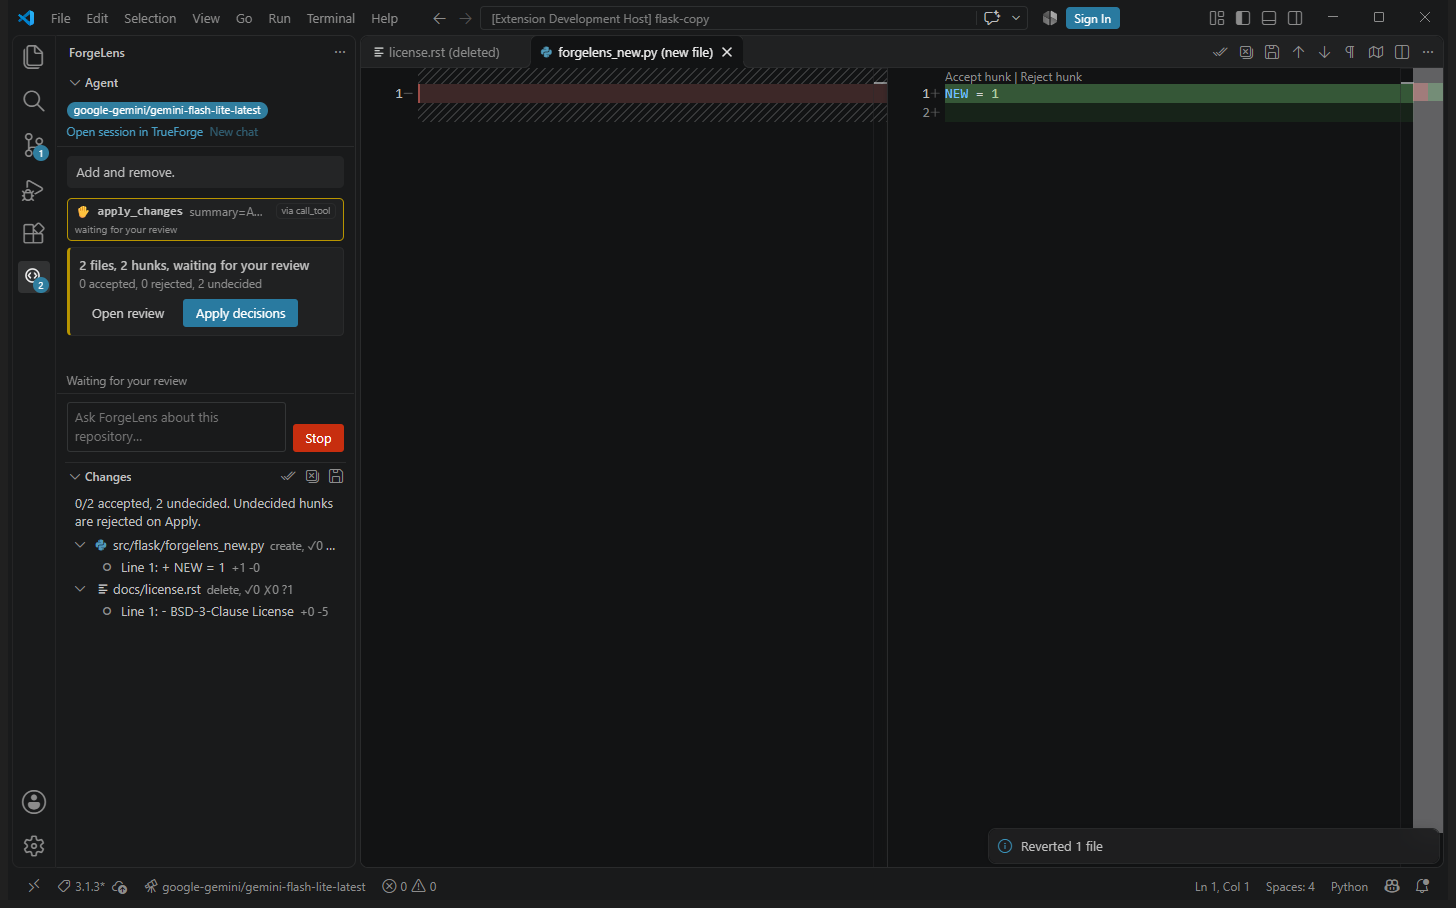 File Edit Selection View Go Run Terminal Help
[Extension Development Host] flask-copy
Sign In
ForgeLens
Agent
google-gemini/gemini-flash-lite-latest
Open session in TrueForge New chat
Add and remove.
apply_changes summary=A... via call_tool
waiting for your review
2 files, 2 hunks, waiting for your review
0 accepted, 0 rejected, 2 undecided
Open review Apply decisions
Waiting for your review
Ask ForgeLens about this
repository...
Stop
Changes
0/2 accepted, 2 undecided. Undecided hunks
are rejected on Apply.
src/flask/forgelens_new.py create, ✓0 ...
Line 1: + NEW = 1 +1 -0
docs/license.rst delete, ✓0 ✗0 ?1
Line 1: - BSD-3-Clause License +0 -5
1
2
license.rst (deleted)
forgelens_new.py (new file)
1−
Accept hunk | Reject hunk
1+ NEW = 1
2+
Reverted 1 file
3.1.3*
google-gemini/gemini-flash-lite-latest
0 0
Ln 1, Col 1
Spaces: 4
Python